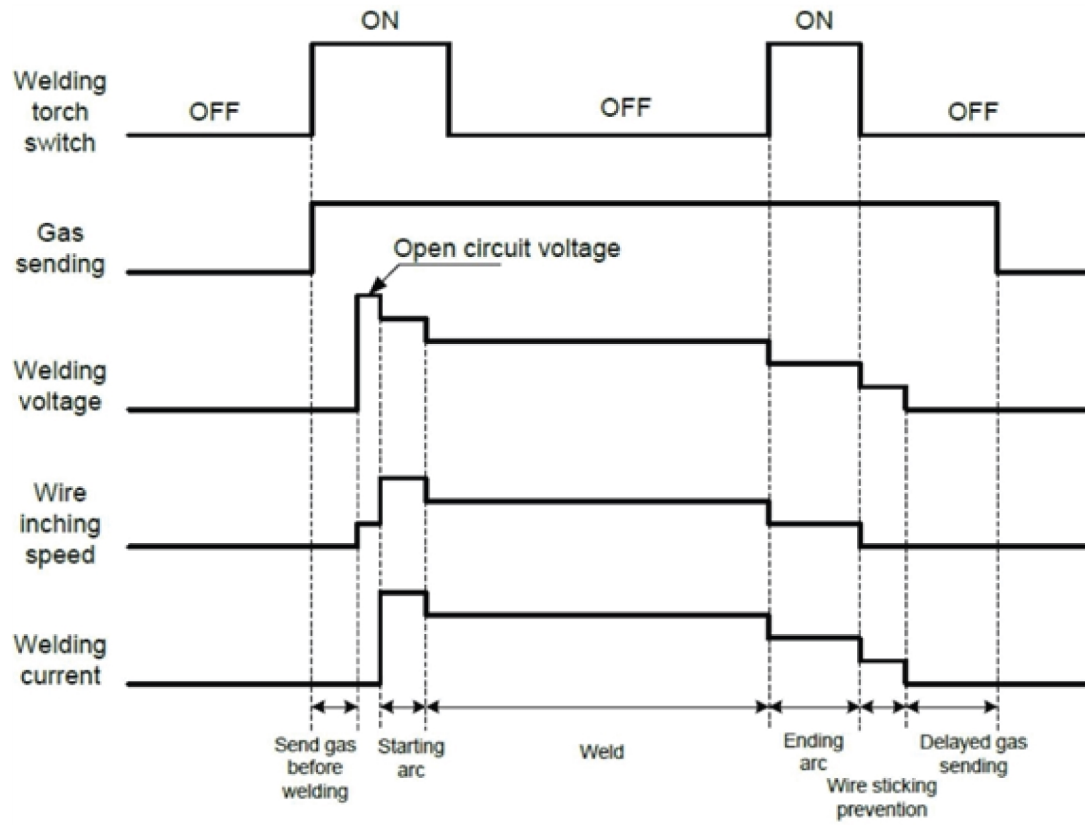 ON
ON
Welding
torch
switch
OFF
OFF
OFF
Gas
sending
Open circuit voltage
Welding
voltage
Wire
inching
speed
Welding
current
Send gas
before
welding
Starting
arc
Weld
Ending
arc
Wire sticking
prevention
Delayed gas
sending